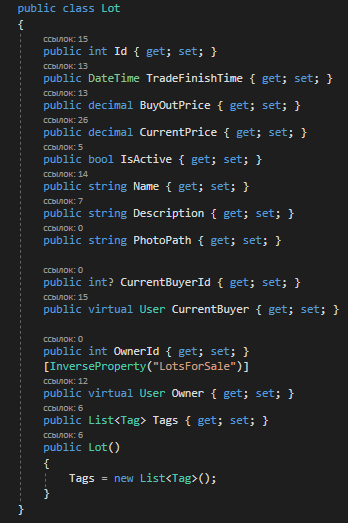 public class Lot
{
ссылок: 15
public int Id { get; set; }
ссылок: 13
public DateTime TradeFinishTime { get; set; }
ссылок: 13
public decimal BuyOutPrice { get; set; }
ссылок: 26
public decimal CurrentPrice { get; set; }
ссылок: 5
public bool IsActive { get; set; }
ссылок: 14
public string Name { get; set; }
ссылок: 7
public string Description { get; set; }
ссылок: 0
public string PhotoPath { get; set; }
ссылок: 0
public int? CurrentBuyerId { get; set; }
ссылок: 15
public virtual User CurrentBuyer { get; set; }
ссылок: 0
public int OwnerId { get; set; }
[InverseProperty("LotsForSale")]
ссылок: 12
public virtual User Owner { get; set; }
ссылок: 6
public List<Tag> Tags { get; set; }
ссылок: 6
public Lot()
{
Tags = new List<Tag>();
}
}